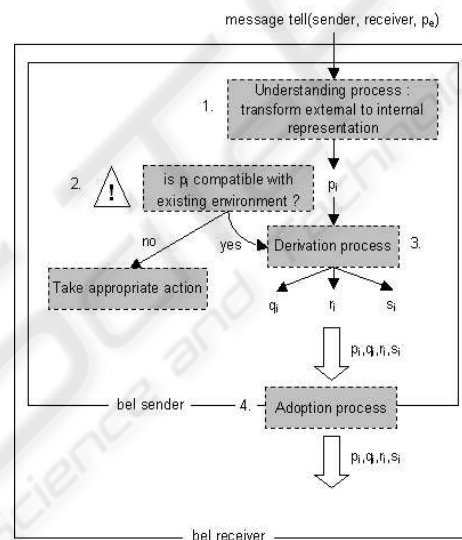 message tell(sender, receiver, pₑ)
1.
Understanding process :
transform external to internal
representation
2.
!
is pᵢ compatible with
existing environment ?
pᵢ
no
yes
Derivation process
3.
Take appropriate action
qᵢ rᵢ sᵢ
pᵢ,qᵢ,rᵢ,sᵢ
bel sender
4.
Adoption process
pᵢ,qᵢ,rᵢ,sᵢ
bel receiver